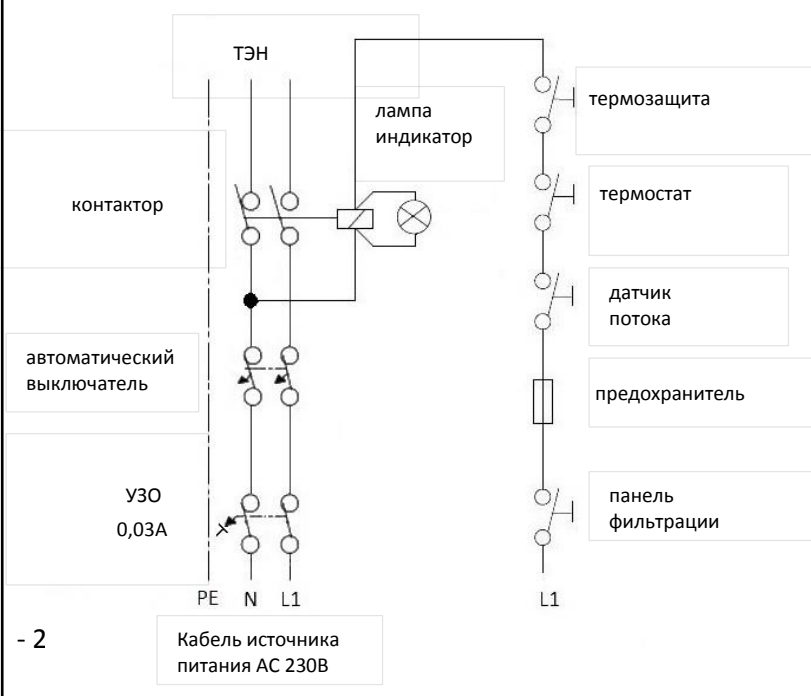 ТЭН
лампа
индикатор
термозащита
контактор
термостат
датчик
потока
автоматический
выключатель
предохранитель
УЗО
0,03А
панель
фильтрации
PE N L1
L1
- 2
Кабель источника
питания АС 230В